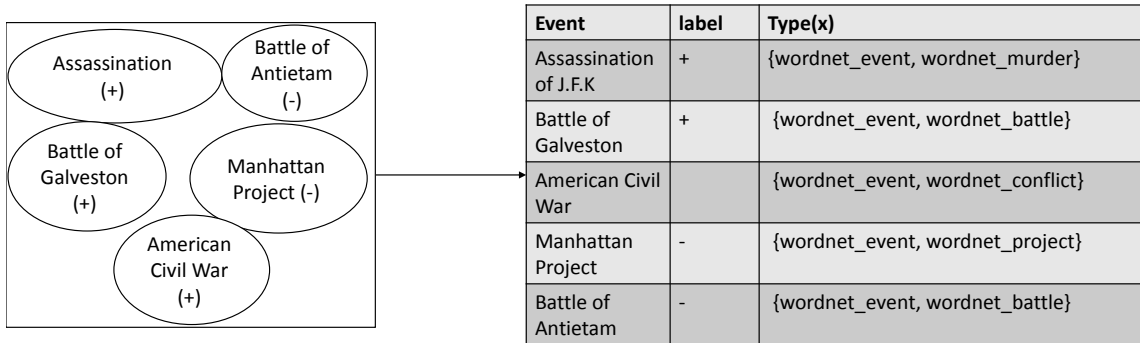 Assassination
(+)
Battle of
Antietam
(-)
Battle of
Galveston
(+)
Manhattan
Project (-)
American
Civil War
(+)
Event label Type(x)
Assassination + {wordnet_event, wordnet_murder}
of J.F.K
Battle of + {wordnet_event, wordnet_battle}
Galveston
American Civil {wordnet_event, wordnet_conflict}
War
Manhattan - {wordnet_event, wordnet_project}
Project
Battle of - {wordnet_event, wordnet_battle}
Antietam